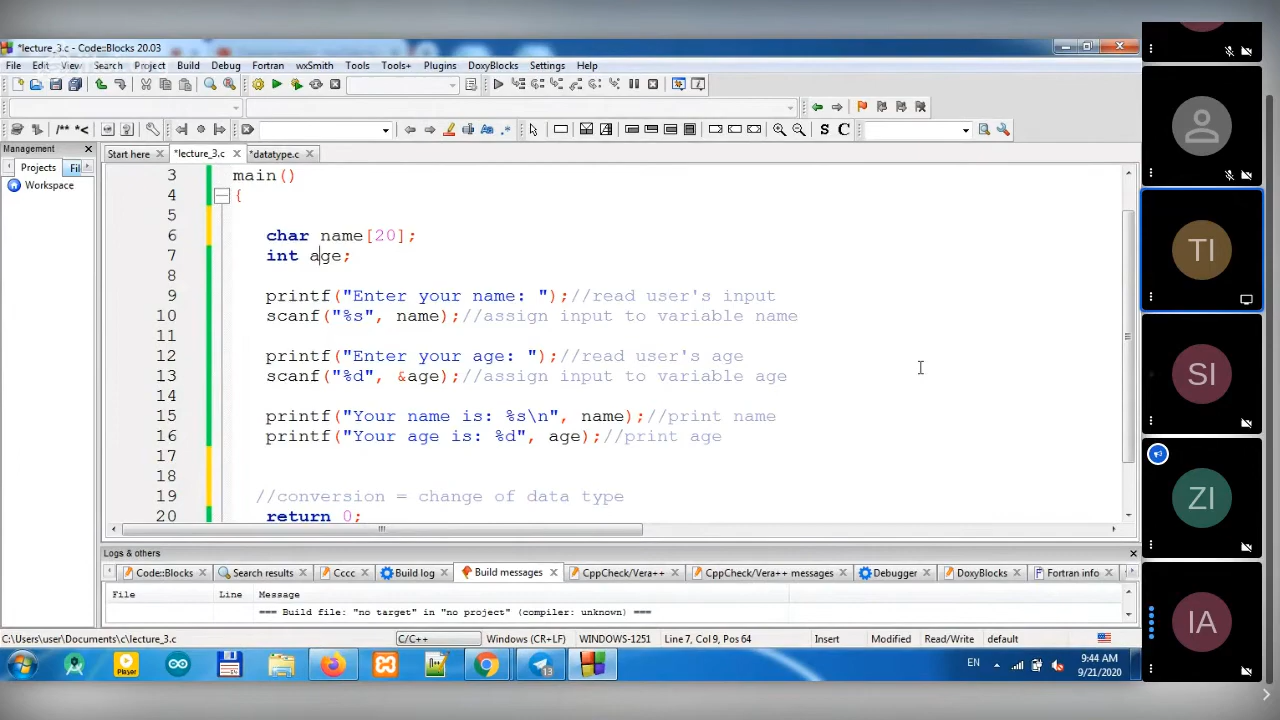 *lecture_3.c - Code::Blocks 20.03
File Edit View Search Project Build Debug Fortran wxSmith Tools Tools+ Plugins DoxyBlocks Settings Help
/** *<
S C
Management
Start here *lecture_3.c *datatype.c
Projects Fil
Workspace
3 main()
4 {
5
6 char name[20];
7 int age;
8
9 printf("Enter your name: ");//read user's input
10 scanf("%s", name);//assign input to variable name
11
12 printf("Enter your age: ");//read user's age
13 scanf("%d", &age);//assign input to variable age
14
15 printf("Your name is: %s\n", name);//print name
16 printf("Your age is: %d", age);//print age
17
18
19 //conversion = change of data type
20 return 0;
Logs & others
Code::Blocks Search results Cccc Build log Build messages CppCheck/Vera++ CppCheck/Vera++ messages Debugger DoxyBlocks Fortran info
File Line Message
=== Build file: "no target" in "no project" (compiler: unknown) ===
C:\Users\user\Documents\c\lecture_3.c C/C++ Windows (CR+LF) WINDOWS-1251 Line 7, Col 9, Pos 64 Insert Modified Read/Write default
Player
13
EN
9:44 AM
9/21/2020
TI
SI
ZI
IA